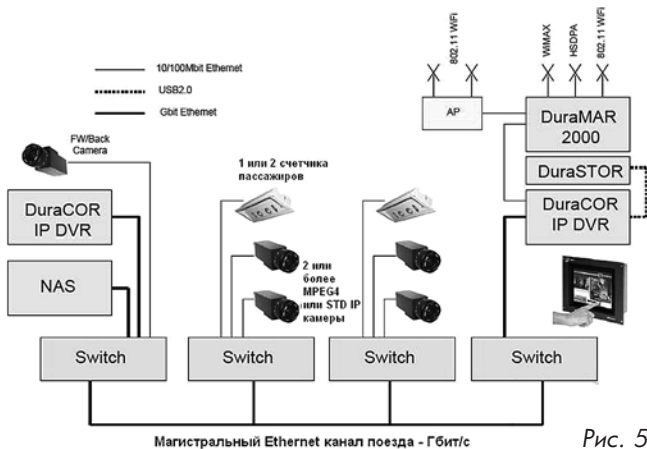 802.11 WiFi
WiMAX
HSDPA
802.11 WiFi
10/100Mbit Ethernet
USB2.0
Gbit Ethernet
AP
DuraMAR
2000
FW/Back
Camera
1 или 2 счетчика
пассажиров
DuraSTOR
DuraCOR
IP DVR
DuraCOR
IP DVR
NAS
2 или
более
MPEG4
или STD IP
камеры
Switch
Switch
Switch
Switch
Магистральный Ethernet канал поезда - Гбит/с
Рис. 5